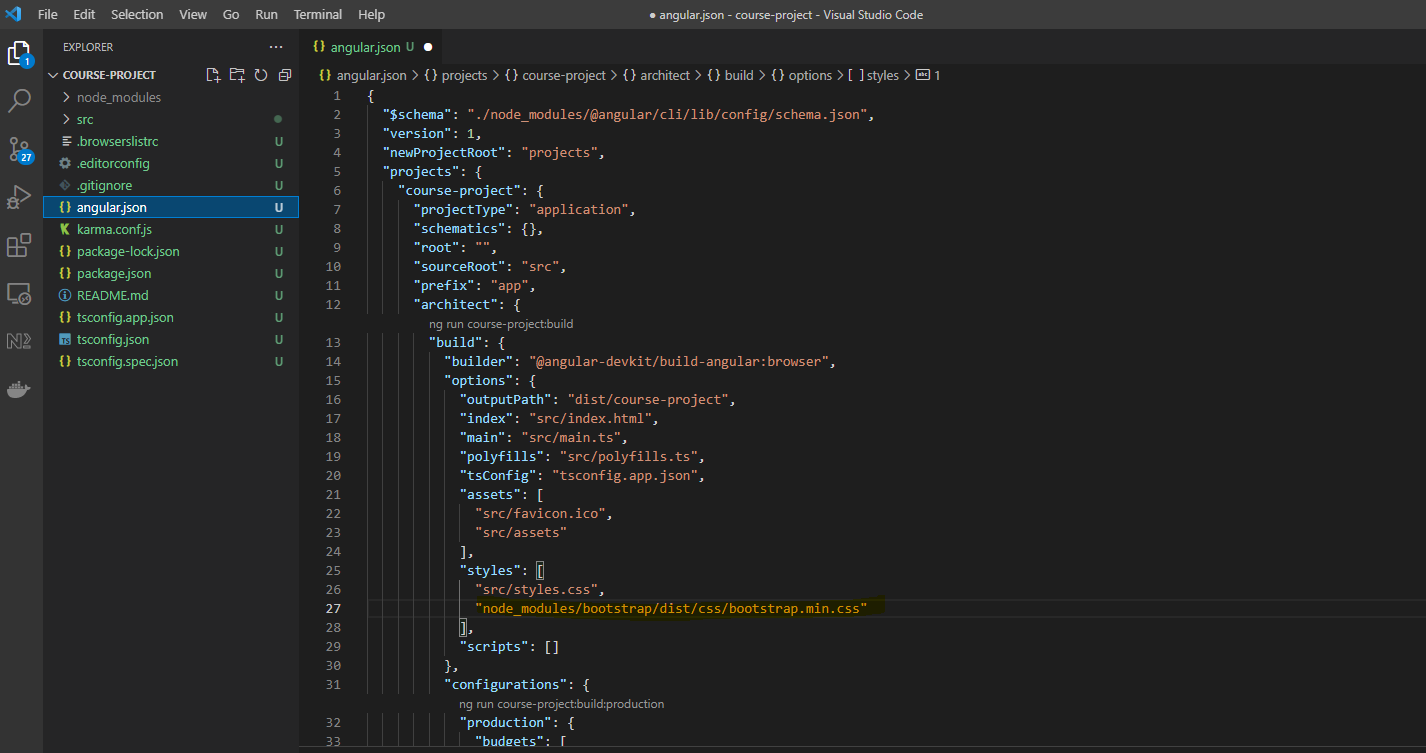 File Edit Selection View Go Run Terminal Help
● angular.json - course-project - Visual Studio Code
EXPLORER
COURSE-PROJECT
node_modules
src
.browserslistrc U
.editorconfig U
.gitignore U
angular.json U
karma.conf.js U
package-lock.json U
package.json U
README.md U
tsconfig.app.json U
tsconfig.json U
tsconfig.spec.json U
1
27
{} angular.json U ●
{} angular.json > {} projects > {} course-project > {} architect > {} build > {} options > [ ] styles > abc 1
1 {
2 "$schema": "./node_modules/@angular/cli/lib/config/schema.json",
3 "version": 1,
4 "newProjectRoot": "projects",
5 "projects": {
6 "course-project": {
7 "projectType": "application",
8 "schematics": {},
9 "root": "",
10 "sourceRoot": "src",
11 "prefix": "app",
12 "architect": {
ng run course-project:build
13 "build": {
14 "builder": "@angular-devkit/build-angular:browser",
15 "options": {
16 "outputPath": "dist/course-project",
17 "index": "src/index.html",
18 "main": "src/main.ts",
19 "polyfills": "src/polyfills.ts",
20 "tsConfig": "tsconfig.app.json",
21 "assets": [
22 "src/favicon.ico",
23 "src/assets"
24 ],
25 "styles": [
26 "src/styles.css",
27 "node_modules/bootstrap/dist/css/bootstrap.min.css"
28 ],
29 "scripts": []
30 },
31 "configurations": {
ng run course-project:build:production
32 "production": {
33 "budgets": [